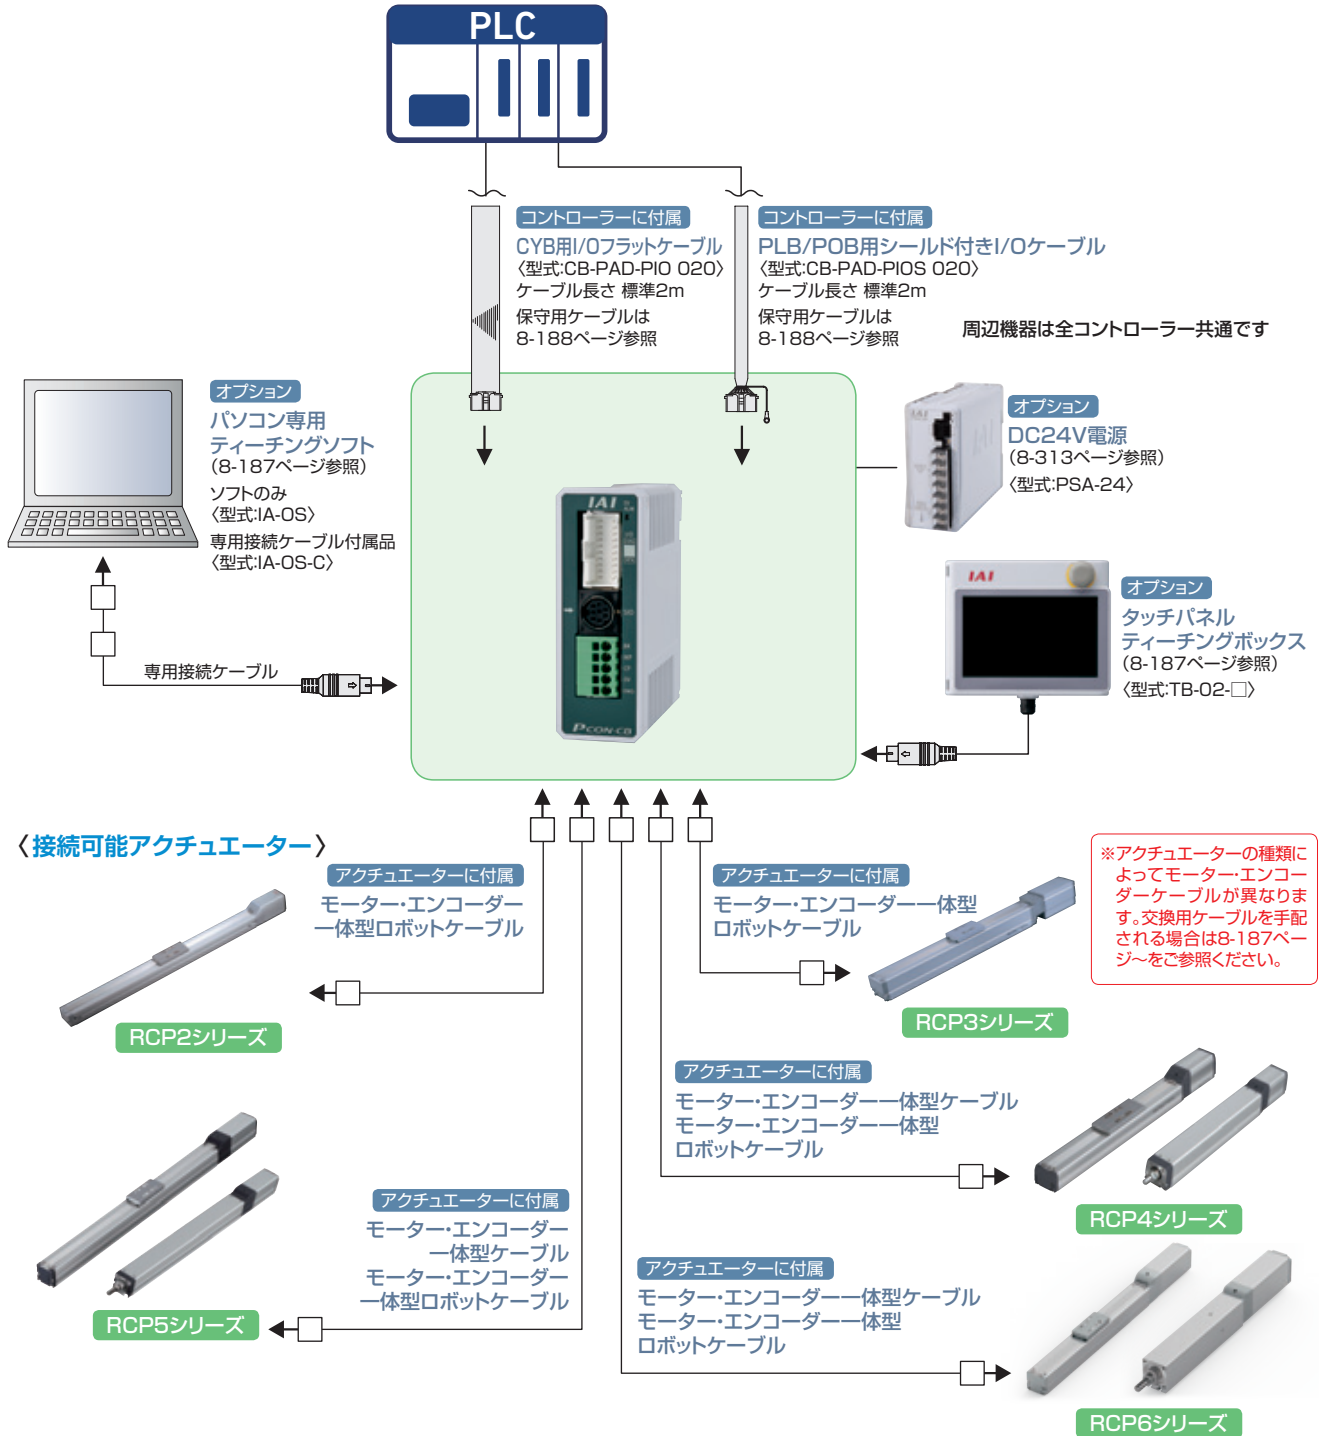 PLC
コントローラーに付属
CYB用I/Oフラットケーブル
〈型式:CB-PAD-PIO 020〉
ケーブル長さ 標準2m
保守用ケーブルは
8-188ページ参照
コントローラーに付属
PLB/POB用シールド付きI/Oケーブル
〈型式:CB-PAD-PIOS 020〉
ケーブル長さ 標準2m
保守用ケーブルは
8-188ページ参照
周辺機器は全コントローラー共通です
オプション
パソコン専用
ティーチングソフト
(8-187ページ参照)
ソフトのみ
〈型式:IA-OS〉
専用接続ケーブル付属品
〈型式:IA-OS-C〉
専用接続ケーブル
IAI
PCON-CB
IAI
オプション
DC24V電源
(8-313ページ参照)
〈型式:PSA-24〉
IAI
オプション
タッチパネル
ティーチングボックス
(8-187ページ参照)
〈型式:TB-02-□〉
〈接続可能アクチュエーター〉
アクチュエーターに付属
モーター・エンコーダー
一体型ロボットケーブル
RCP2シリーズ
アクチュエーターに付属
モーター・エンコーダー一体型
ロボットケーブル
RCP3シリーズ
※アクチュエーターの種類に
よってモーター・エンコー
ダーケーブルが異なりま
す。交換用ケーブルを手配
される場合は8-187ペー
ジ〜をご参照ください。
アクチュエーターに付属
モーター・エンコーダー一体型ケーブル
モーター・エンコーダー一体型
ロボットケーブル
RCP4シリーズ
アクチュエーターに付属
モーター・エンコーダー
一体型ケーブル
モーター・エンコーダー
一体型ロボットケーブル
RCP5シリーズ
アクチュエーターに付属
モーター・エンコーダー一体型ケーブル
モーター・エンコーダー一体型
ロボットケーブル
RCP6シリーズ